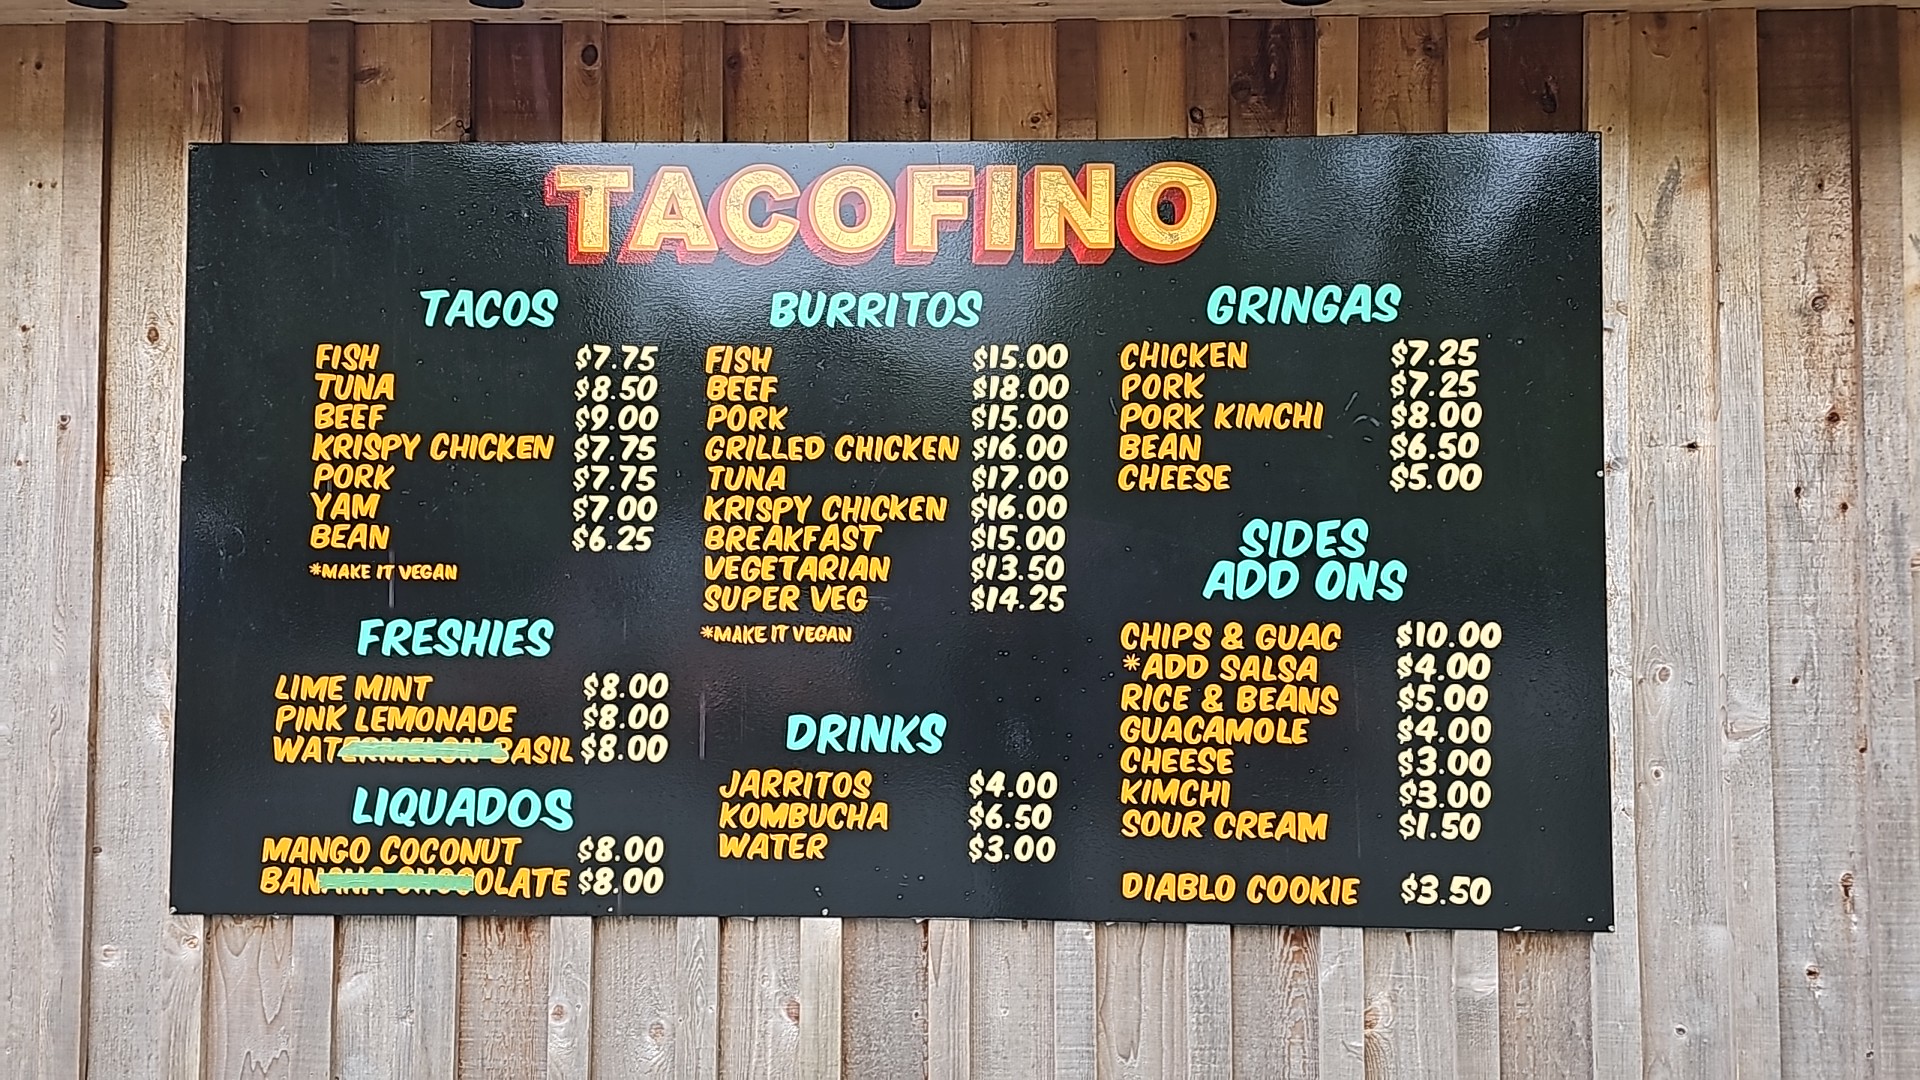 TACOFINO
TACOS
FISH $7.75
TUNA $8.50
BEEF $9.00
KRISPY CHICKEN $7.75
PORK $7.75
YAM $7.00
BEAN $6.25
*MAKE IT VEGAN
FRESHIES
LIME MINT $8.00
PINK LEMONADE $8.00
WATERMELON BASIL $8.00
LIQUADOS
MANGO COCONUT $8.00
BANANA CHOCOLATE $8.00
BURRITOS
FISH $15.00
BEEF $18.00
PORK $15.00
GRILLED CHICKEN $16.00
TUNA $17.00
KRISPY CHICKEN $16.00
BREAKFAST $15.00
VEGETARIAN $13.50
SUPER VEG $14.25
*MAKE IT VEGAN
DRINKS
JARRITOS $4.00
KOMBUCHA $6.50
WATER $3.00
GRINGAS
CHICKEN $7.25
PORK $7.25
PORK KIMCHI $8.00
BEAN $6.50
CHEESE $5.00
SIDES
ADD ONS
CHIPS & GUAC $10.00
*ADD SALSA $4.00
RICE & BEANS $5.00
GUACAMOLE $4.00
CHEESE $3.00
KIMCHI $3.00
SOUR CREAM $1.50
DIABLO COOKIE $3.50